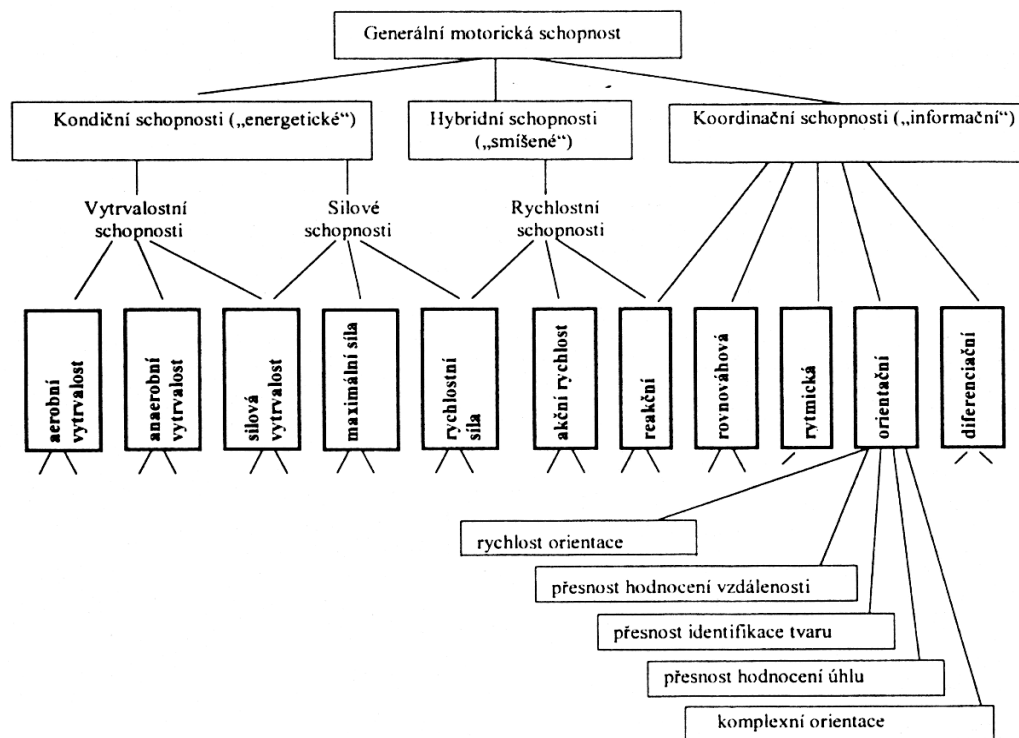 Generální motorická schopnost
Kondiční schopnosti („energetické“)
Hybridní schopnosti
(„smíšené“)
Koordinační schopnosti („informační“)
Vytrvalostní
schopnosti
Silové
schopnosti
Rychlostní
schopnosti
aerobní
vytrvalost
anaerobní
vytrvalost
silová
vytrvalost
maximální síla
rychlostní
síla
akční rychlost
reakční
rovnováhová
rytmická
orientační
diferenciační
rychlost orientace
přesnost hodnocení vzdálenosti
přesnost identifikace tvaru
přesnost hodnocení úhlu
komplexní orientace